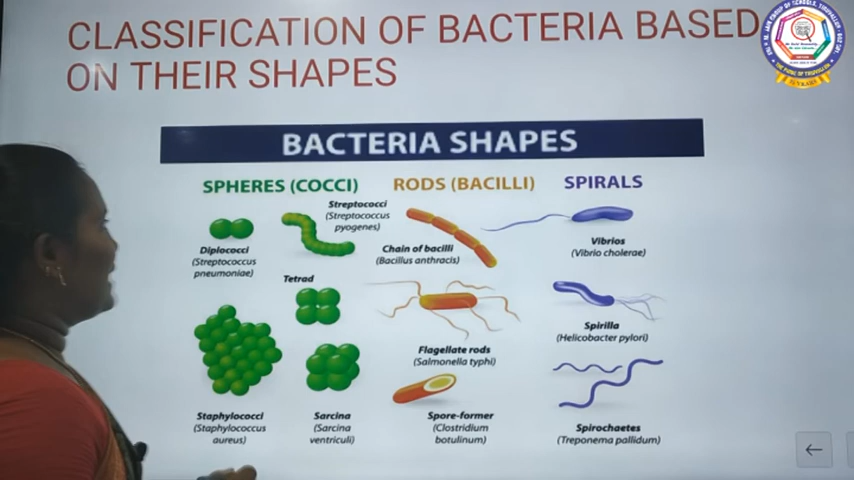 CLASSIFICATION OF BACTERIA BASED
ON THEIR SHAPES
BACTERIA SHAPES
SPHERES (COCCI)
RODS (BACILLI)
SPIRALS
Diplococci
(Streptococcus
pneumoniae)
Streptococci
(Streptococcus
pyogenes)
Tetrad
Staphylococci
(Staphylococcus
aureus)
Sarcina
(Sarcina
ventriculi)
Chain of bacilli
(Bacillus anthracis)
Flagellate rods
(Salmonella typhi)
Spore-former
(Clostridium
botulinum)
Vibrios
(Vibrio cholerae)
Spirilla
(Helicobacter pylori)
Spirochaetes
(Treponema pallidum)